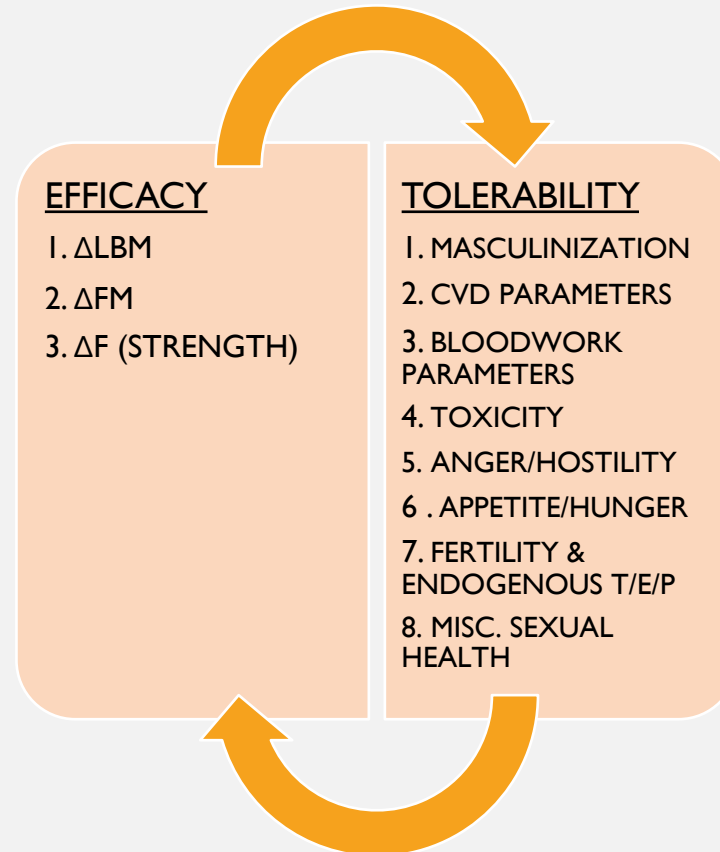 EFFICACY
1. ΔLBM
2. ΔFM
3. ΔF (STRENGTH)
TOLERABILITY
1. MASCULINIZATION
2. CVD PARAMETERS
3. BLOODWORK
PARAMETERS
4. TOXICITY
5. ANGER/HOSTILITY
6 . APPETITE/HUNGER
7. FERTILITY &
ENDOGENOUS T/E/P
8. MISC. SEXUAL
HEALTH